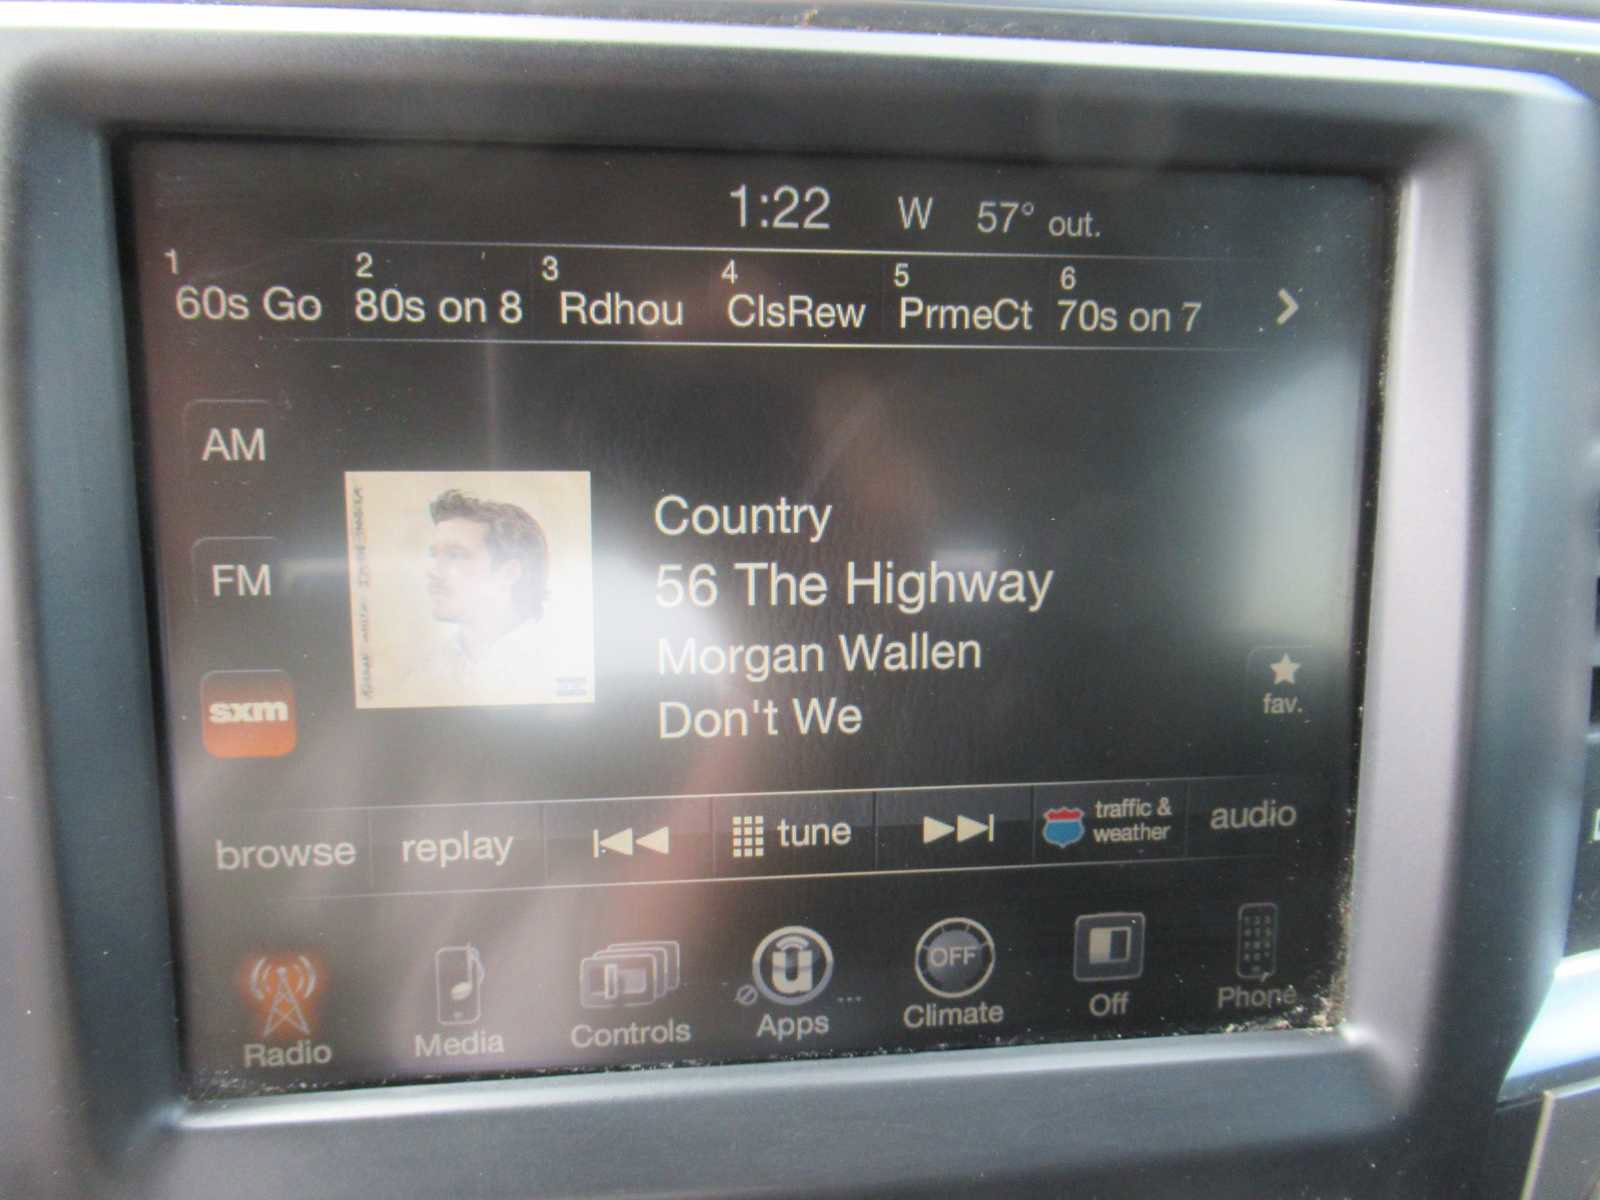 1:22 W 57° out.
1 2 3 4 5 6
60s Go 80s on 8 Rdhou ClsRew PrmeCt 70s on 7
AM
FM
sxm
Country
56 The Highway
Morgan Wallen
Don't We
fav.
browse replay tune traffic & weather audio
OFF
Radio Media Controls Apps Climate Off Phone